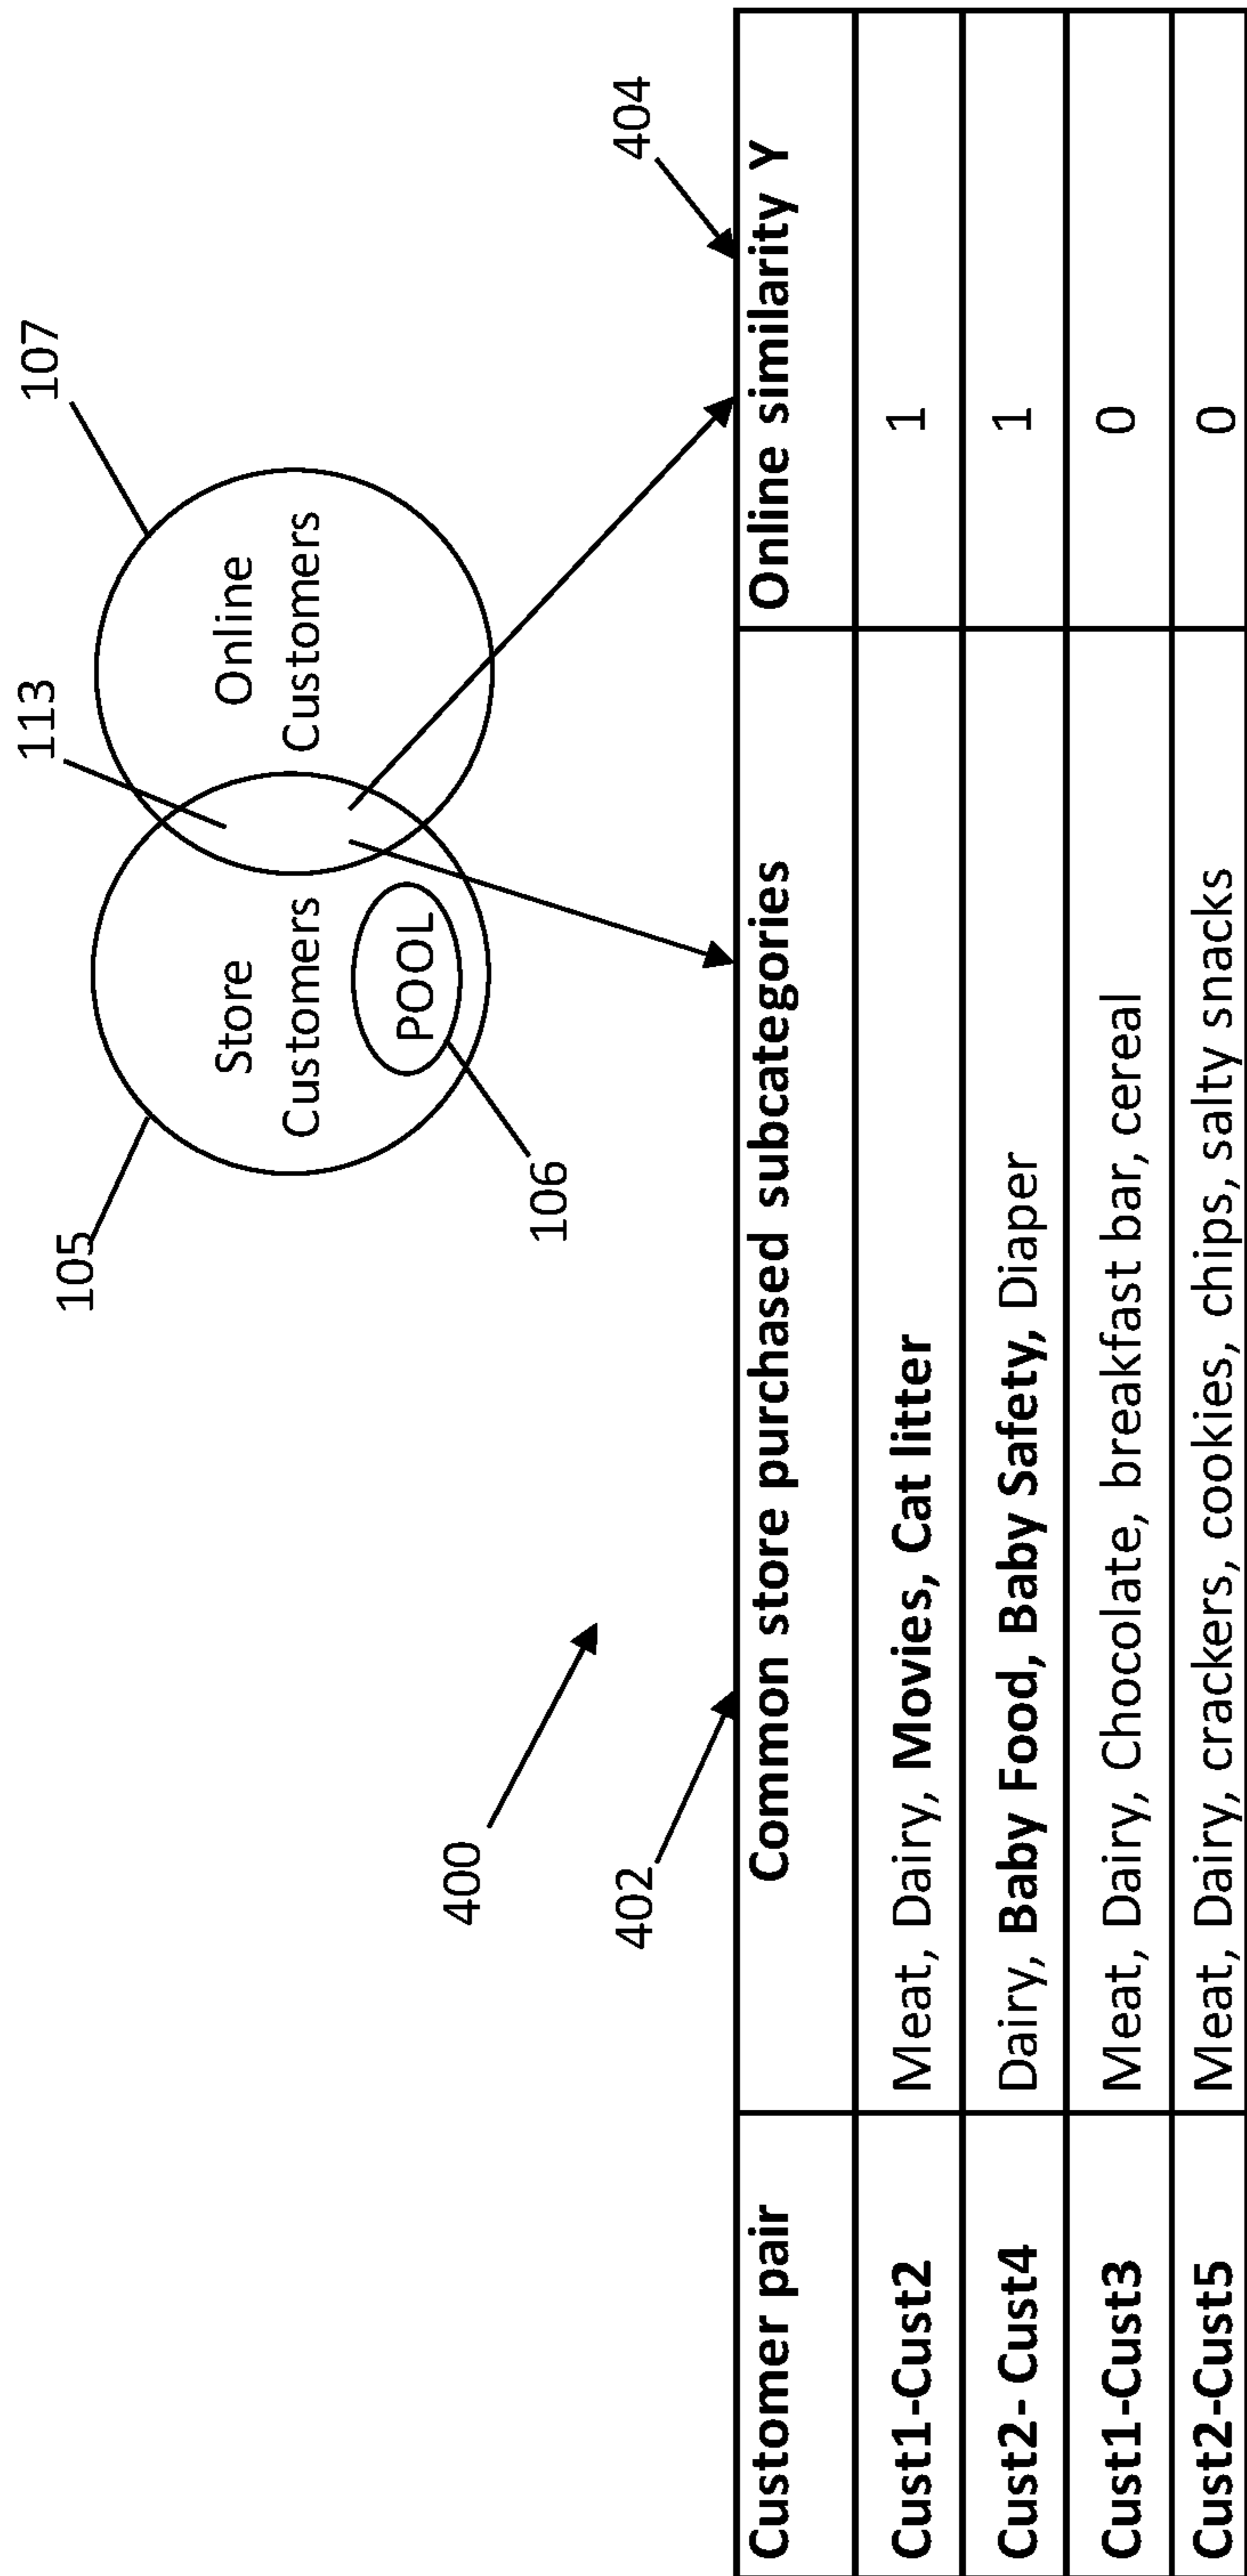 113
107
105
Store
Customers
Online
Customers
POOL
106
400
402
404
Customer pair Common store purchased subcategories Online similarity Y
Cust1-Cust2 Meat, Dairy, Movies, Cat litter 1
Cust2- Cust4 Dairy, Baby Food, Baby Safety, Diaper 1
Cust1-Cust3 Meat, Dairy, Chocolate, breakfast bar, cereal 0
Cust2-Cust5 Meat, Dairy, crackers, cookies, chips, salty snacks 0